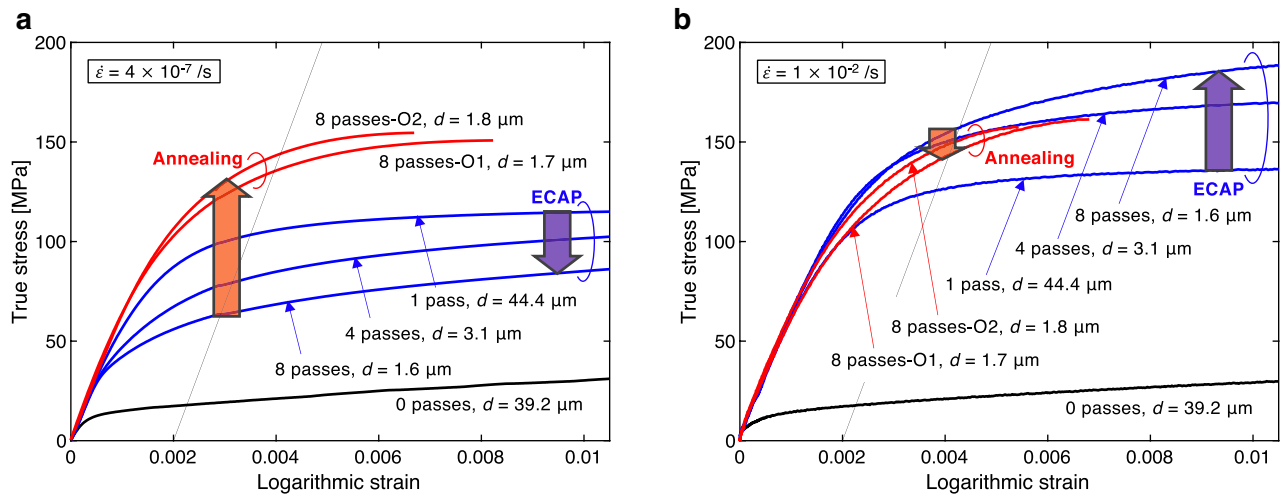 a
200
150
100
50
0
True stress [MPa]
ε̇ = 4 × 10⁻⁷ /s
8 passes-O2, d = 1.8 μm
Annealing
8 passes-O1, d = 1.7 μm
ECAP
1 pass, d = 44.4 μm
4 passes, d = 3.1 μm
8 passes, d = 1.6 μm
0 passes, d = 39.2 μm
0 0.002 0.004 0.006 0.008 0.01
Logarithmic strain
b
200
150
100
50
0
True stress [MPa]
ε̇ = 1 × 10⁻² /s
Annealing
ECAP
8 passes, d = 1.6 μm
4 passes, d = 3.1 μm
1 pass, d = 44.4 μm
8 passes-O2, d = 1.8 μm
8 passes-O1, d = 1.7 μm
0 passes, d = 39.2 μm
0 0.002 0.004 0.006 0.008 0.01
Logarithmic strain